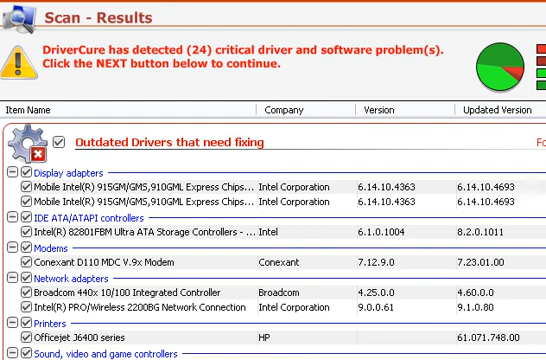 Scan - Results
DriverCure has detected (24) critical driver and software problem(s).
Click the NEXT button below to continue.
Item Name Company Version Updated Version
Outdated Drivers that need fixing Fo
Display adapters
Mobile Intel(R) 915GM/GMS,910GML Express Chips... Intel Corporation 6.14.10.4363 6.14.10.4693
Mobile Intel(R) 915GM/GMS,910GML Express Chips... Intel Corporation 6.14.10.4363 6.14.10.4693
IDE ATA/ATAPI controllers
Intel(R) 82801FBM Ultra ATA Storage Controllers - ... Intel 6.1.0.1004 8.2.0.1011
Modems
Conexant D110 MDC V.9x Modem Conexant 7.12.9.0 7.23.01.00
Network adapters
Broadcom 440x 10/100 Integrated Controller Broadcom 4.25.0.0 4.60.0.0
Intel(R) PRO/Wireless 2200BG Network Connection Intel Corporation 9.0.0.61 9.1.0.80
Printers
Officejet J6400 series HP 61.071.748.00
Sound, video and game controllers